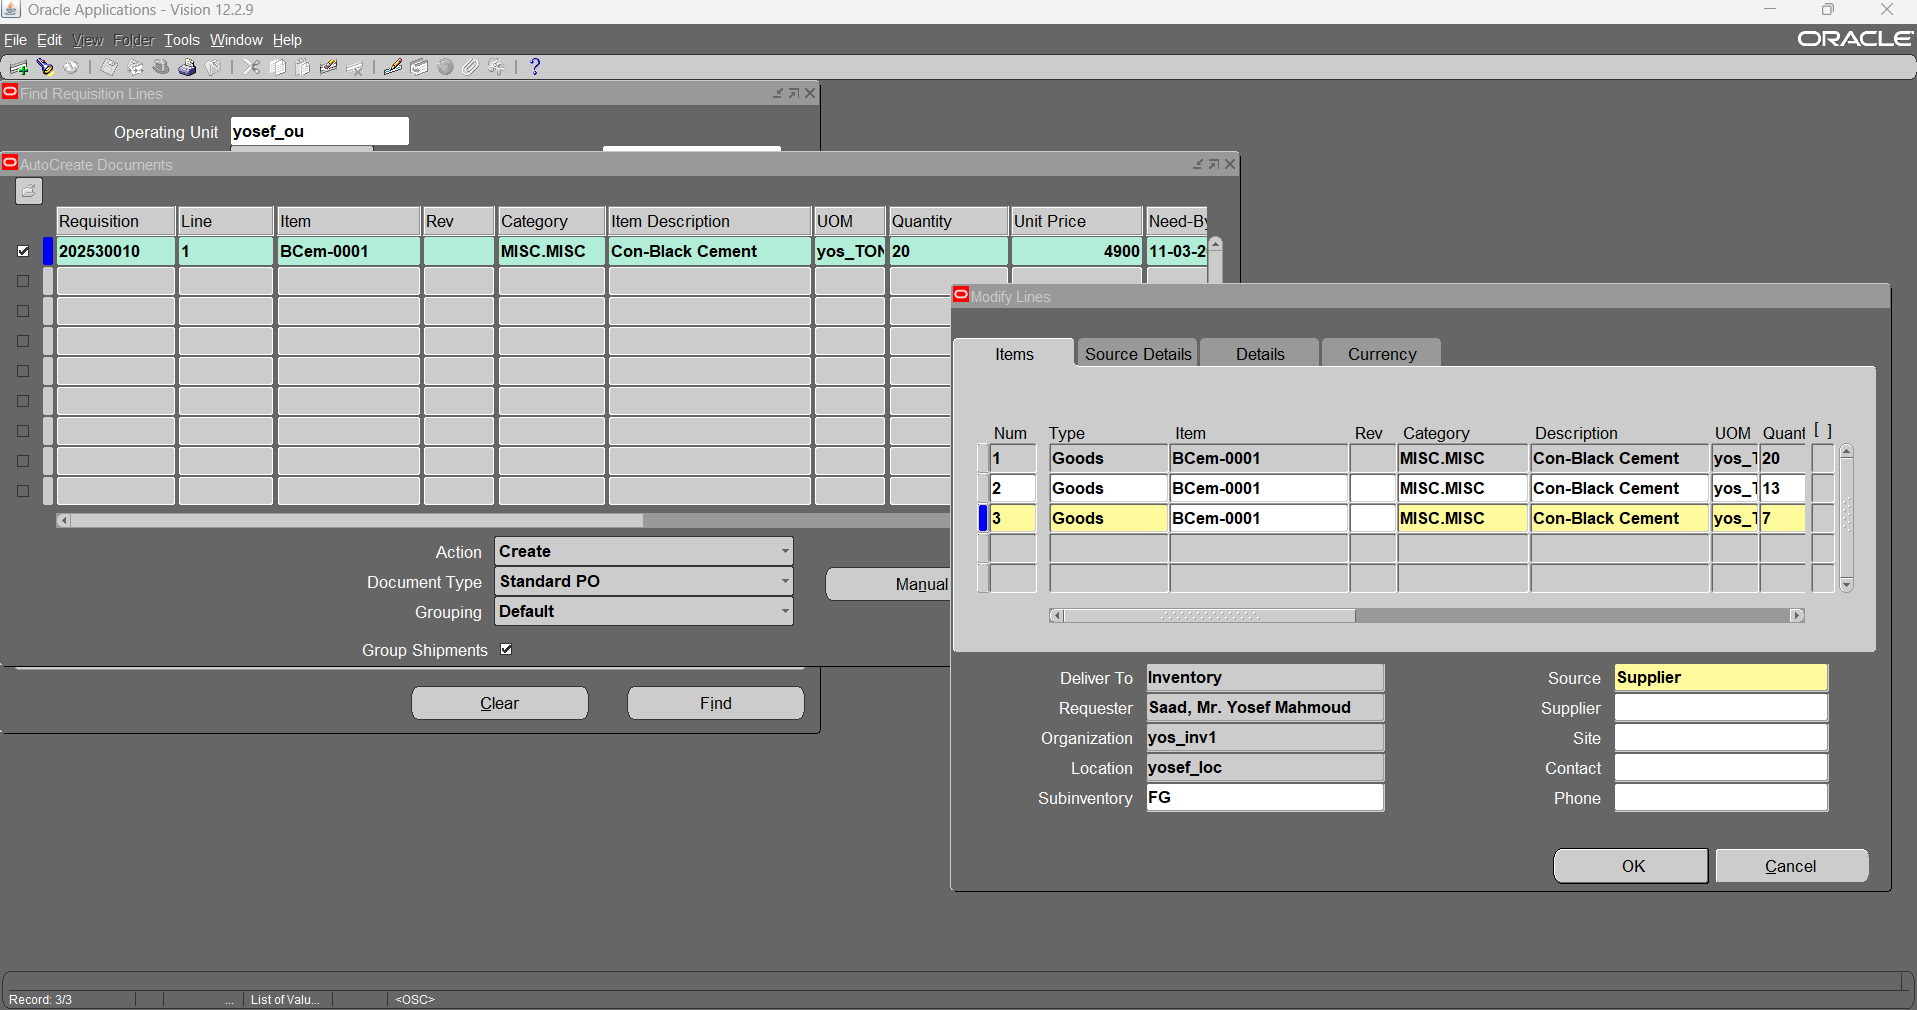 Oracle Applications - Vision 12.2.9
File Edit View Folder Tools Window Help
ORACLE
Find Requisition Lines
Operating Unit yosef_ou
AutoCreate Documents
Requisition Line Item Rev Category Item Description UOM Quantity Unit Price Need-By
202530010 1 BCem-0001 MISC.MISC Con-Black Cement yos_TON 20 4900 11-03-2
Action Create
Document Type Standard PO
Manual
Grouping Default
Group Shipments
Clear Find
Modify Lines
Items Source Details Details Currency
Num Type Item Rev Category Description UOM Quant [ ]
1 Goods BCem-0001 MISC.MISC Con-Black Cement yos_T 20
2 Goods BCem-0001 MISC.MISC Con-Black Cement yos_T 13
3 Goods BCem-0001 MISC.MISC Con-Black Cement yos_T 7
Deliver To Inventory Source Supplier
Requester Saad, Mr. Yosef Mahmoud Supplier
Organization yos_inv1 Site
Location yosef_loc Contact
Subinventory FG Phone
OK Cancel
Record: 3/3 ... List of Valu... <OSC>